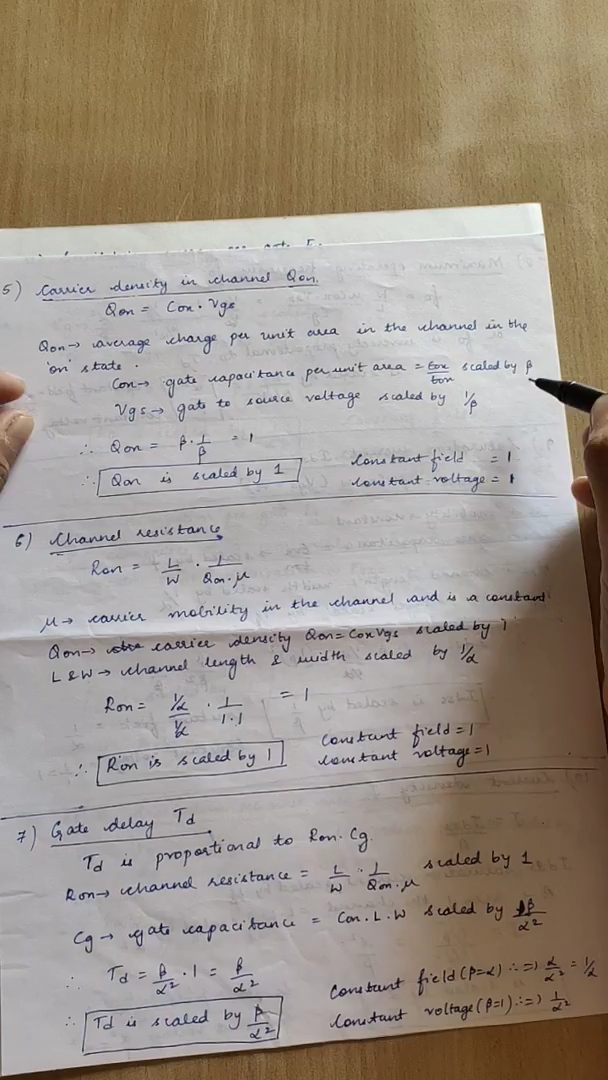 5) Carrier density in channel Qon.
Qon = Cox . Vgs
Qon → average charge per unit area in the channel in the
'on' state.
Cox → gate capacitance per unit area = εox/tox scaled by β
Vgs → gate to source voltage scaled by 1/β
∴ Qon = β . 1/β = 1
∴ Qon is scaled by 1
Constant field = 1
Constant voltage = 1
6) Channel resistance
Ron = L/W . 1/Qon.μ
μ → carrier mobility in the channel and is a constant
Qon → carrier density Qon = Cox Vgs scaled by 1
L & W → channel length & width scaled by 1/α
Ron = 1/α / 1/α . 1/1.1 = 1
∴ Ron is scaled by 1
Constant field = 1
Constant voltage = 1
7) Gate delay Td
Td is proportional to Ron. Cg.
Ron → channel resistance = L/W . 1/Qon.μ scaled by 1
Cg → gate capacitance = Cox. L. W scaled by β/α²
∴ Td = β/α² . 1 = β/α²
∴ Td is scaled by β/α²
Constant field (β=α) ∴ ⇒ α/α² = 1/α
Constant voltage (β=1) ∴ ⇒ 1/α²